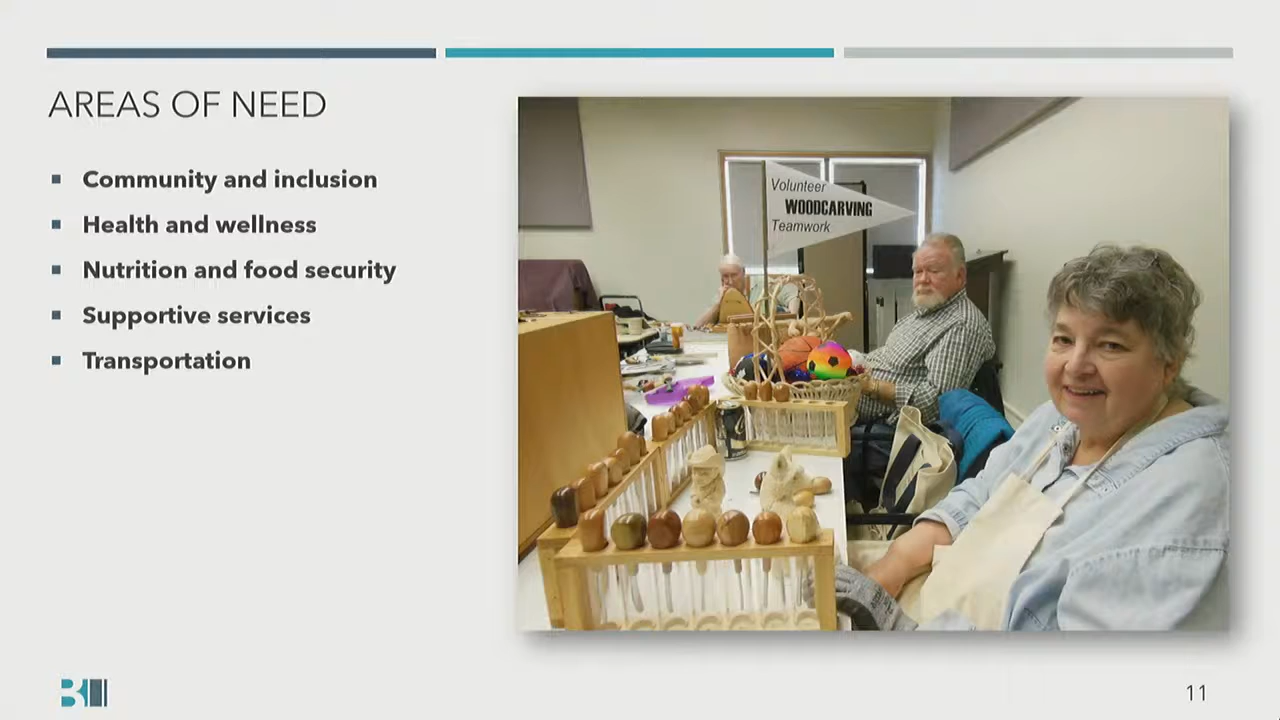 AREAS OF NEED
Community and inclusion
Health and wellness
Nutrition and food security
Supportive services
Transportation
Volunteer
WOODCARVING
Teamwork
11